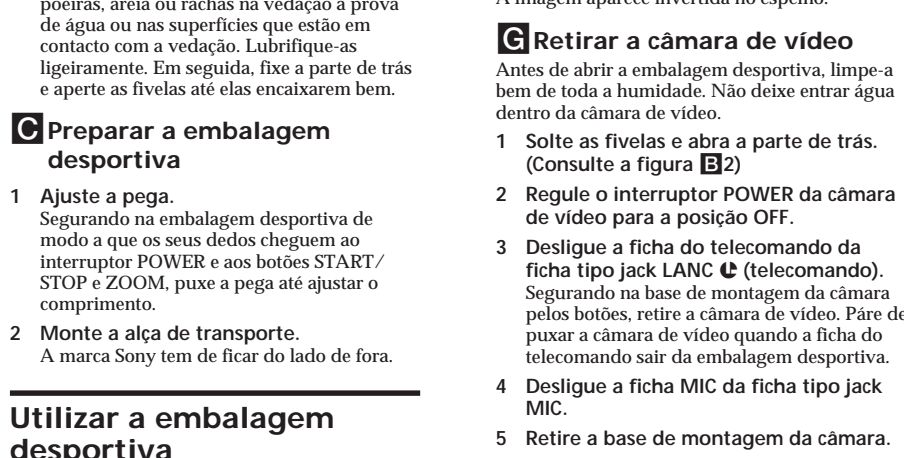 poeiras, areia ou rachas na vedação à prova
de água ou nas superfícies que estão em
contacto com a vedação. Lubrifique-as
ligeiramente. Em seguida, fixe a parte de trás
e aperte as fivelas até elas encaixarem bem.
C Preparar a embalagem
desportiva
1 Ajuste a pega.
Segurando na embalagem desportiva de
modo a que os seus dedos cheguem ao
interruptor POWER e aos botões START/
STOP e ZOOM, puxe a pega até ajustar o
comprimento.
2 Monte a alça de transporte.
A marca Sony tem de ficar do lado de fora.
Utilizar a embalagem
desportiva
A imagem aparece invertida no espelho.
G Retirar a câmara de vídeo
Antes de abrir a embalagem desportiva, limpe-a
bem de toda a humidade. Não deixe entrar água
dentro da câmara de vídeo.
1 Solte as fivelas e abra a parte de trás.
(Consulte a figura B2)
2 Regule o interruptor POWER da câmara
de vídeo para a posição OFF.
3 Desligue a ficha do telecomando da
ficha tipo jack LANC (telecomando).
Segurando na base de montagem da câmara
pelos botões, retire a câmara de vídeo. Páre de
puxar a câmara de vídeo quando a ficha do
telecomando sair da embalagem desportiva.
4 Desligue a ficha MIC da ficha tipo jack
MIC.
5 Retire a base de montagem da câmara.